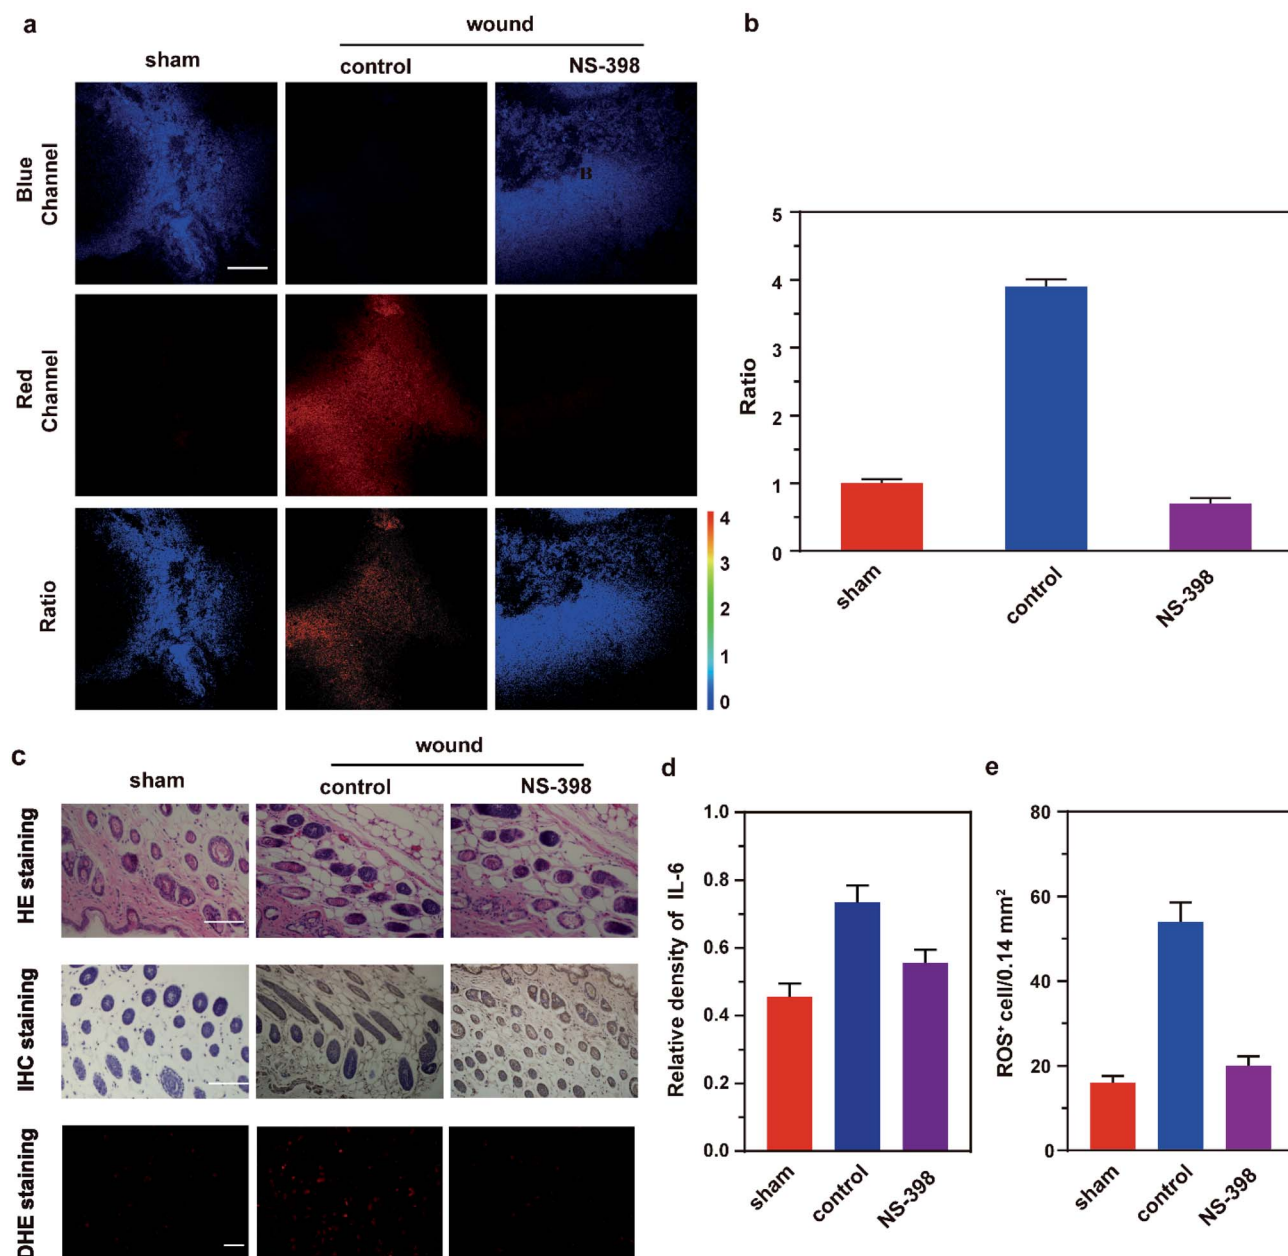 a
wound
sham
control
NS-398
Blue
Channel
B
Red
Channel
Ratio
4
3
2
1
0
b
Ratio
5
4
3
2
1
0
sham
control
NS-398
c
wound
sham
control
NS-398
HE staining
IHC staining
DHE staining
d
Relative density of IL-6
1.0
0.8
0.6
0.4
0.2
0.0
sham
control
NS-398
e
ROS⁺ cell/0.14 mm²
80
60
40
20
0
sham
control
NS-398